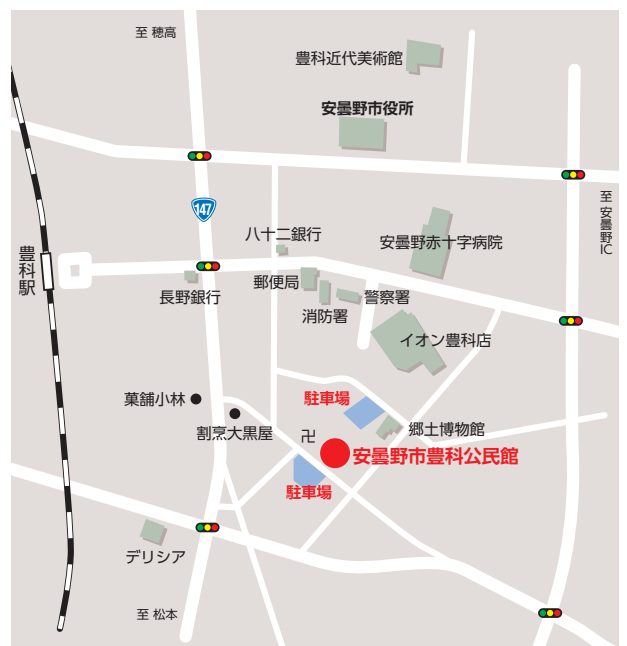 至 穂高
豊科近代美術館
安曇野市役所
147
至 安曇野IC
八十二銀行
安曇野赤十字病院
豊科駅
長野銀行
郵便局
消防署
警察署
イオン豊科店
菓舗小林
駐車場
割烹大黒屋
卍
郷土博物館
安曇野市豊科公民館
駐車場
デリシア
至 松本